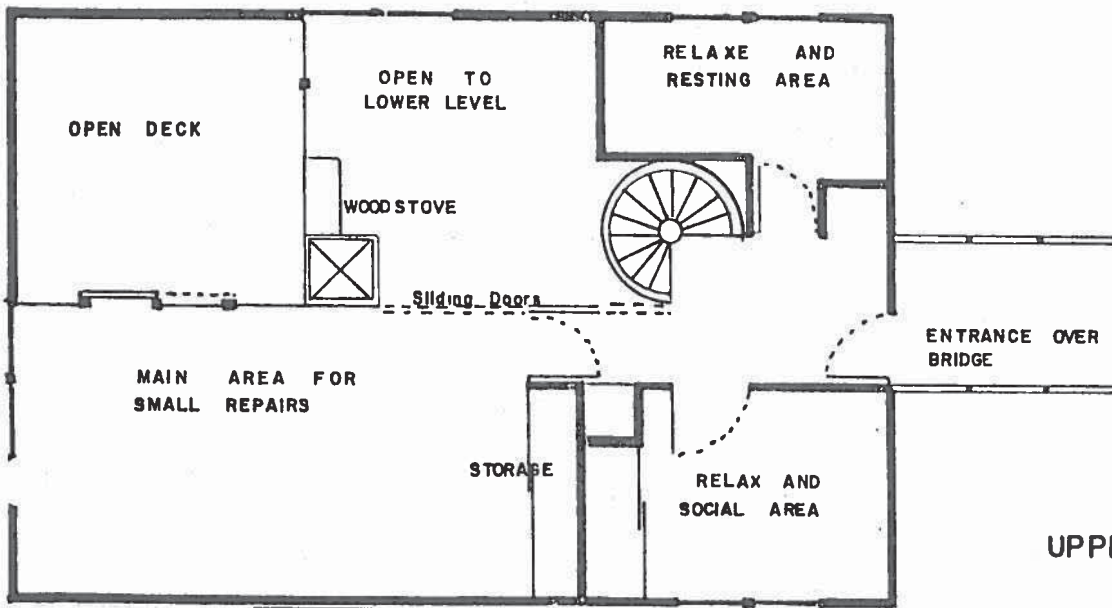 RELAXE AND
RESTING AREA
OPEN TO
LOWER LEVEL
OPEN DECK
WOODSTOVE
Sliding Doors
ENTRANCE OVER
BRIDGE
MAIN AREA FOR
SMALL REPAIRS
STORAGE
RELAX AND
SOCIAL AREA